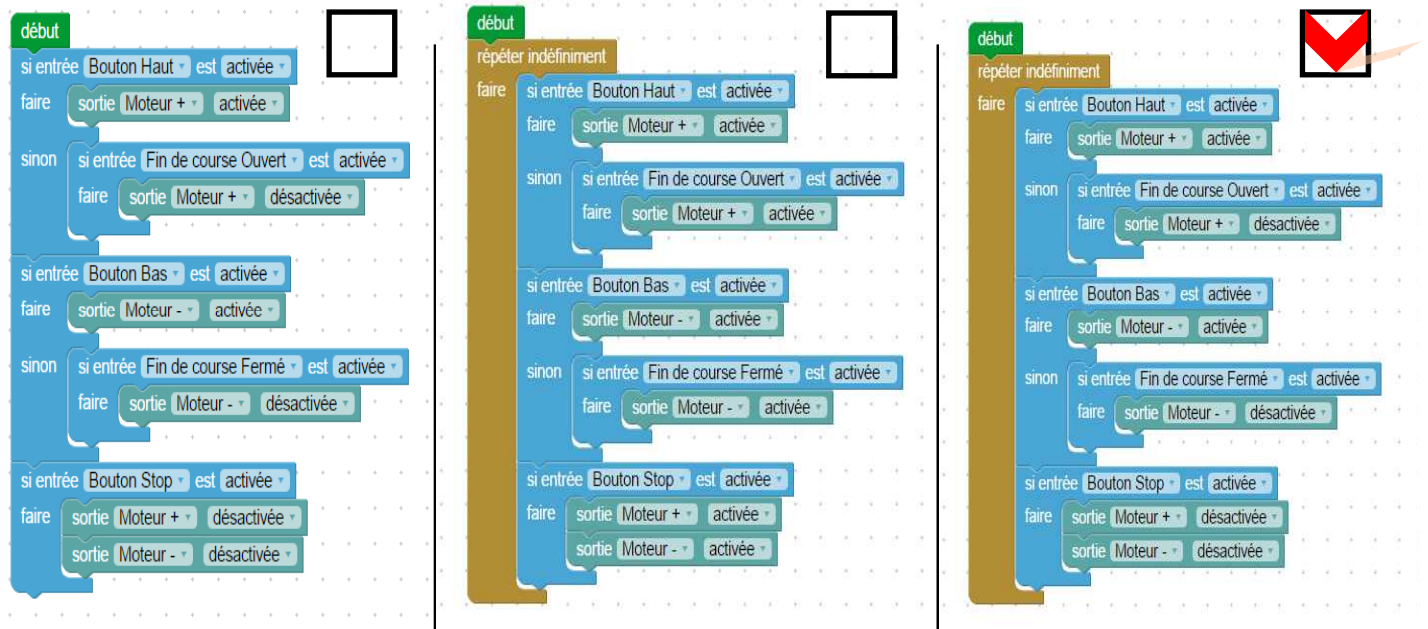 début
si entrée Bouton Haut est activée
faire sortie Moteur + activée
sinon si entrée Fin de course Ouvert est activée
faire sortie Moteur + désactivée
si entrée Bouton Bas est activée
faire sortie Moteur - activée
sinon si entrée Fin de course Fermé est activée
faire sortie Moteur - désactivée
si entrée Bouton Stop est activée
faire sortie Moteur + désactivée
sortie Moteur - désactivée
début
répéter indéfiniment
faire si entrée Bouton Haut est activée
faire sortie Moteur + activée
sinon si entrée Fin de course Ouvert est activée
faire sortie Moteur + activée
si entrée Bouton Bas est activée
faire sortie Moteur - activée
sinon si entrée Fin de course Fermé est activée
faire sortie Moteur - activée
si entrée Bouton Stop est activée
faire sortie Moteur + activée
sortie Moteur - activée
début
répéter indéfiniment
faire si entrée Bouton Haut est activée
faire sortie Moteur + activée
sinon si entrée Fin de course Ouvert est activée
faire sortie Moteur + désactivée
si entrée Bouton Bas est activée
faire sortie Moteur - activée
sinon si entrée Fin de course Fermé est activée
faire sortie Moteur - désactivée
si entrée Bouton Stop est activée
faire sortie Moteur + désactivée
sortie Moteur - désactivée